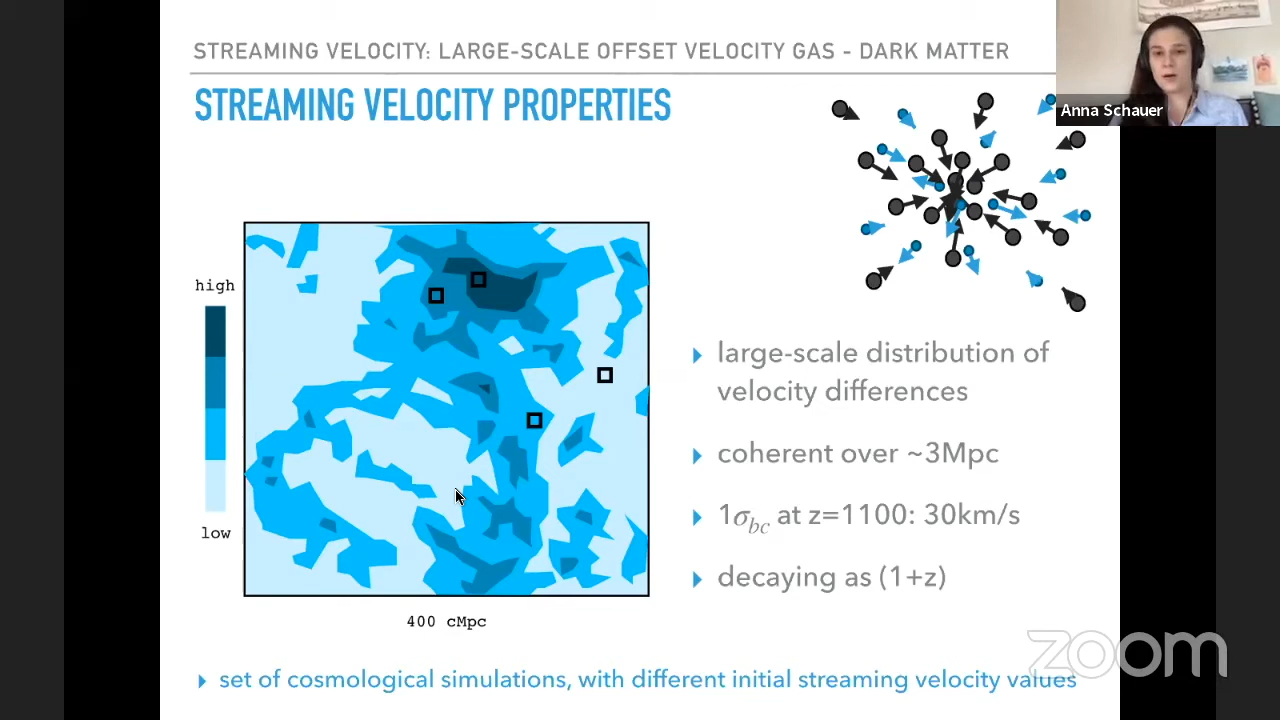 STREAMING VELOCITY: LARGE-SCALE OFFSET VELOCITY GAS - DARK MATTER
STREAMING VELOCITY PROPERTIES
Anna Schauer
high
low
400 cMpc
large-scale distribution of
velocity differences
coherent over ~3Mpc
1σbc at z=1100: 30km/s
decaying as (1+z)
set of cosmological simulations, with different initial streaming velocity values
zoom